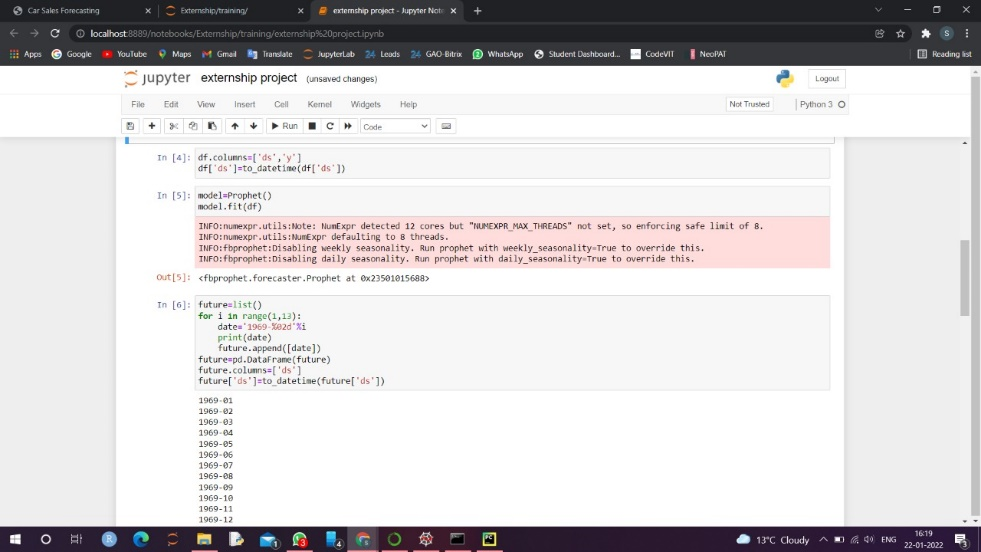 Car Sales Forecasting
Externship/training/
externship project - Jupyter Note
localhost:8889/notebooks/Externship/training/externship%20project.ipynb
Apps Google YouTube Maps Gmail Translate JupyterLab 24 Leads 24 GAO-Bitrix WhatsApp Student Dashboard... CodeVIT NeoPAT Reading list
jupyter externship project (unsaved changes) Logout
File Edit View Insert Cell Kernel Widgets Help Not Trusted Python 3
Run Code
In [4]: df.columns=['ds','y']
df['ds']=to_datetime(df['ds'])
In [5]: model=Prophet()
model.fit(df)
INFO:numexpr.utils:Note: NumExpr detected 12 cores but "NUMEXPR_MAX_THREADS" not set, so enforcing safe limit of 8.
INFO:numexpr.utils:NumExpr defaulting to 8 threads.
INFO:fbprophet:Disabling weekly seasonality. Run prophet with weekly_seasonality=True to override this.
INFO:fbprophet:Disabling daily seasonality. Run prophet with daily_seasonality=True to override this.
Out[5]: <fbprophet.forecaster.Prophet at 0x23501015688>
In [6]: future=list()
for i in range(1,13):
date='1969-%02d'%i
print(date)
future.append([date])
future=pd.DataFrame(future)
future.columns=['ds']
future['ds']=to_datetime(future['ds'])
1969-01
1969-02
1969-03
1969-04
1969-05
1969-06
1969-07
1969-08
1969-09
1969-10
1969-11
1969-12
13°C Cloudy ENG 16:19
22-01-2022